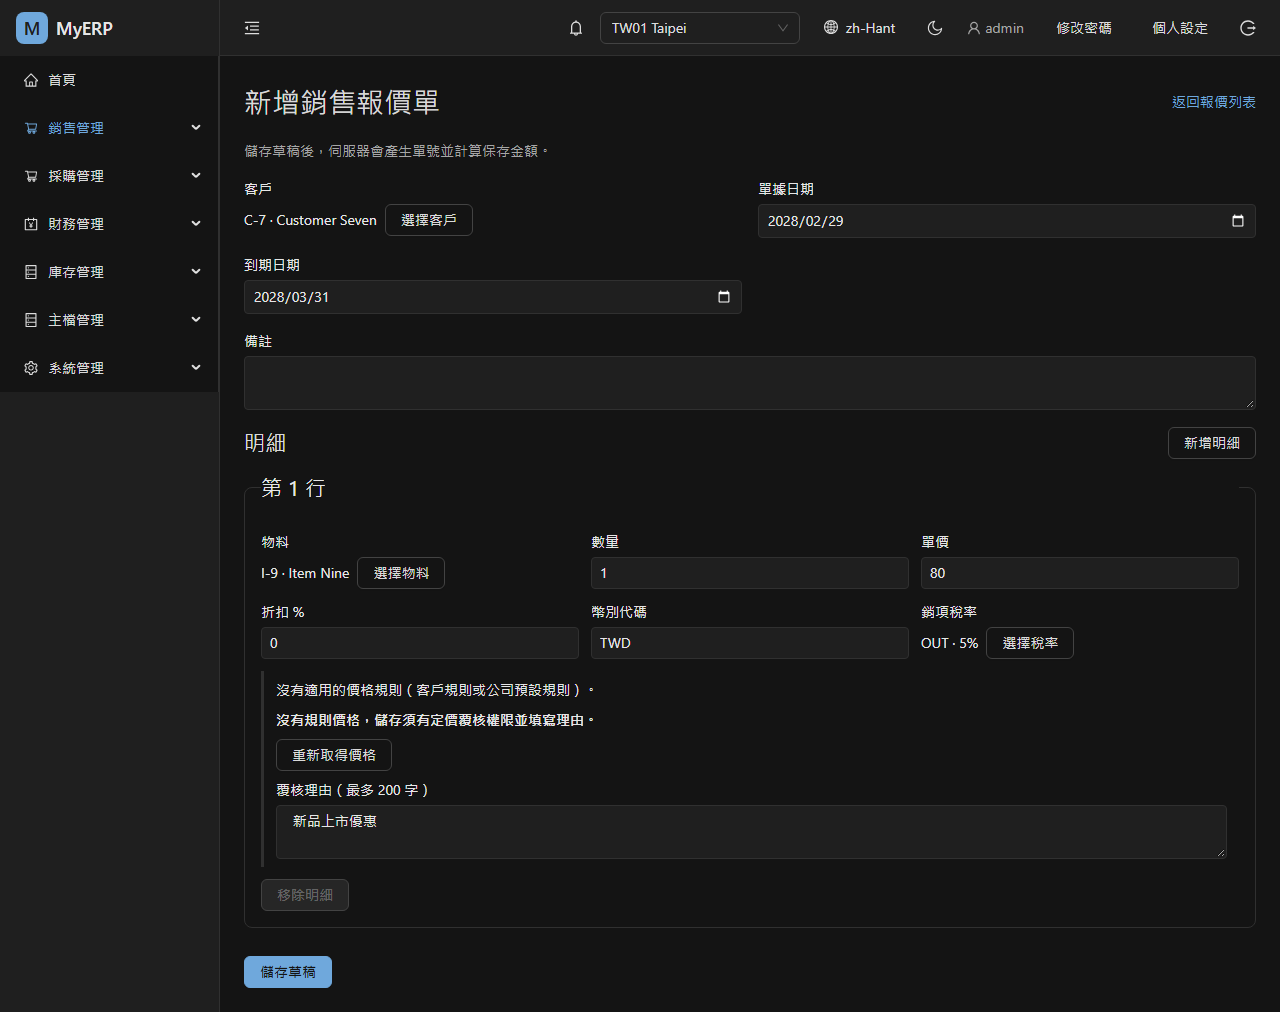 M MyERP
TW01 Taipei
zh-Hant
admin
修改密碼
個人設定
首頁
銷售管理
採購管理
財務管理
庫存管理
主檔管理
系統管理
新增銷售報價單
返回報價列表
儲存草稿後，伺服器會產生單號並計算保存金額。
客戶
單據日期
C-7 · Customer Seven
選擇客戶
2028/02/29
到期日期
2028/03/31
備註
明細
新增明細
第 1 行
物料
數量
單價
I-9 · Item Nine
選擇物料
1
80
折扣 %
幣別代碼
銷項稅率
0
TWD
OUT · 5%
選擇稅率
沒有適用的價格規則（客戶規則或公司預設規則）。
沒有規則價格，儲存須有定價覆核權限並填寫理由。
重新取得價格
覆核理由（最多 200 字）
新品上市優惠
移除明細
儲存草稿